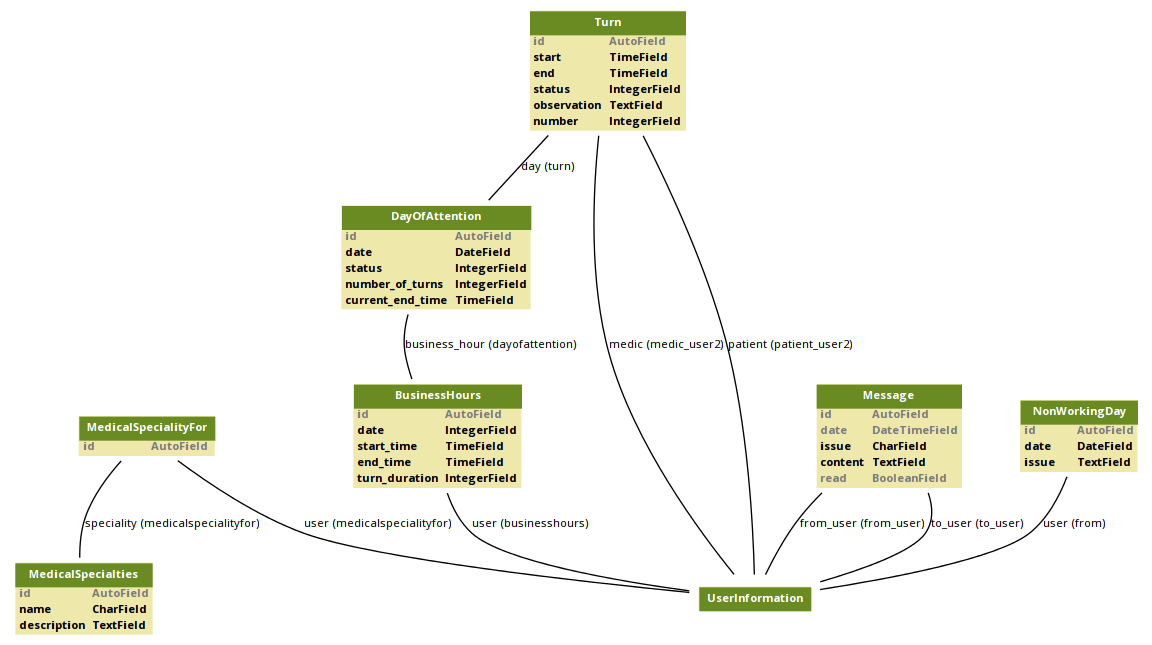 Turn
id AutoField
start TimeField
end TimeField
status IntegerField
observation TextField
number IntegerField
day (turn)
DayOfAttention
id AutoField
date DateField
status IntegerField
number_of_turns IntegerField
current_end_time TimeField
business_hour (dayofattention)
medic (medic_user2)
patient (patient_user2)
BusinessHours
id AutoField
date IntegerField
start_time TimeField
end_time TimeField
turn_duration IntegerField
Message
id AutoField
date DateTimeField
issue CharField
content TextField
read BooleanField
NonWorkingDay
id AutoField
date DateField
issue TextField
MedicalSpecialityFor
id AutoField
speciality (medicalspecialityfor)
user (medicalspecialityfor)
user (businesshours)
from_user (from_user)
to_user (to_user)
user (from)
MedicalSpecialties
id AutoField
name CharField
description TextField
UserInformation